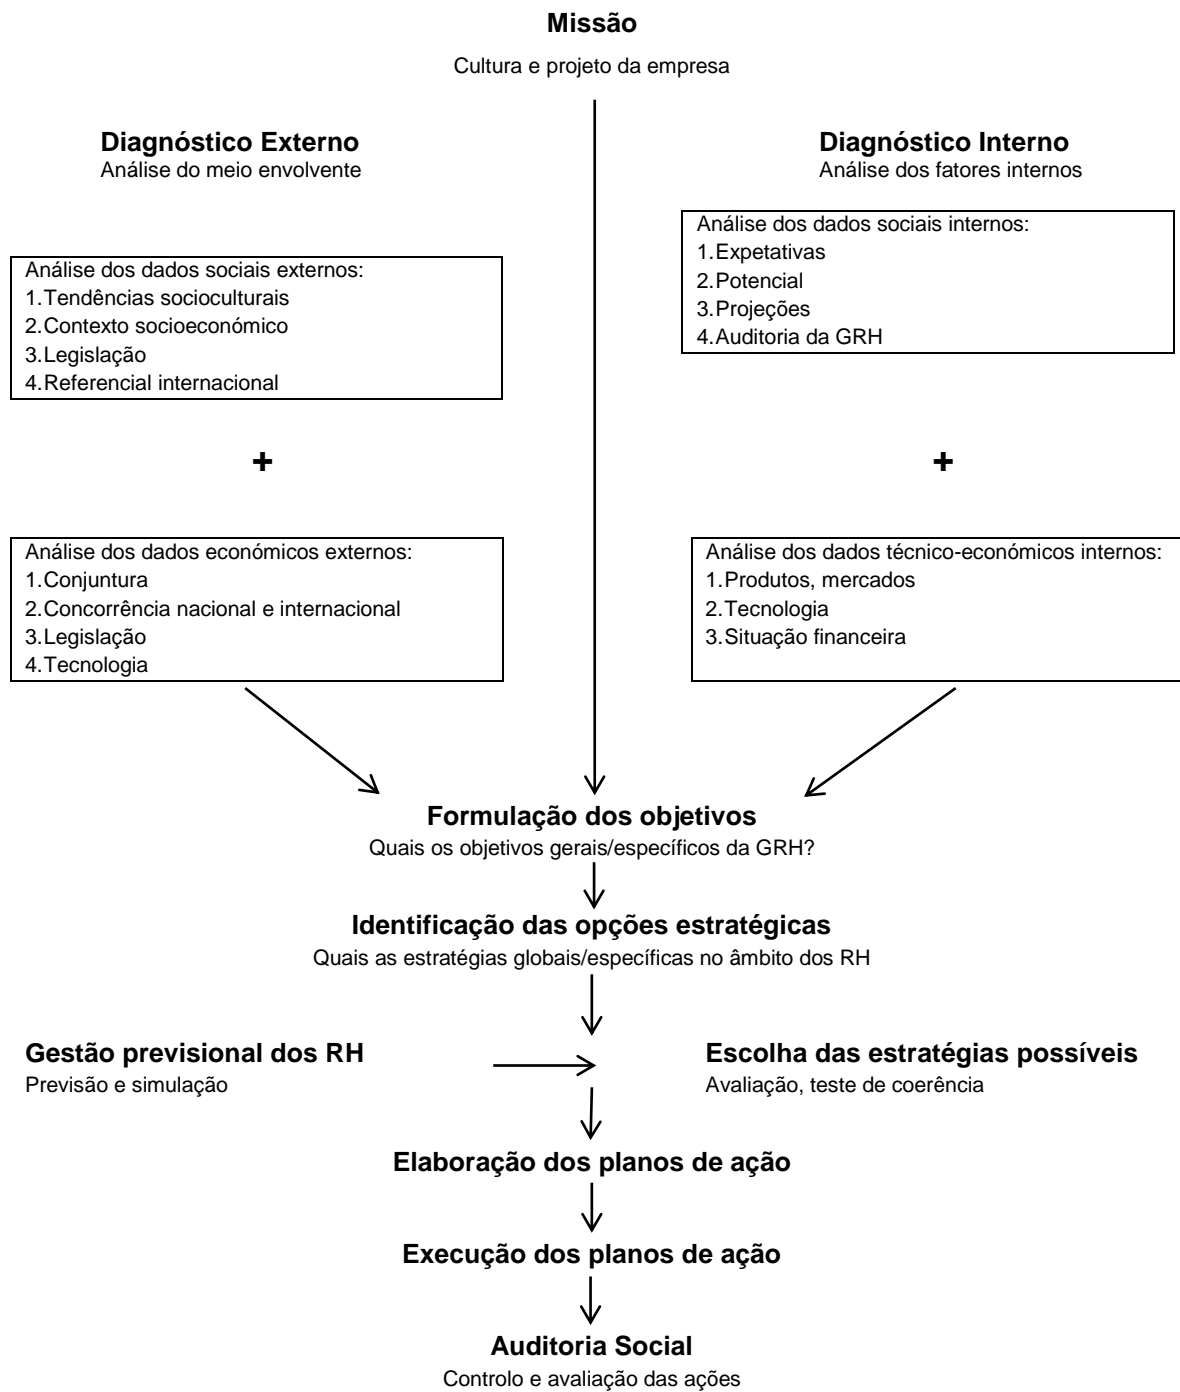 Missão
Cultura e projeto da empresa
Diagnóstico Externo
Análise do meio envolvente
Diagnóstico Interno
Análise dos fatores internos
Análise dos dados sociais externos:
1.Tendências socioculturais
2.Contexto socioeconómico
3.Legislação
4.Referencial internacional
Análise dos dados sociais internos:
1.Expetativas
2.Potencial
3.Projeções
4.Auditoria da GRH
+
+
Análise dos dados económicos externos:
1.Conjuntura
2.Concorrência nacional e internacional
3.Legislação
4.Tecnologia
Análise dos dados técnico-económicos internos:
1.Produtos, mercados
2.Tecnologia
3.Situação financeira
Formulação dos objetivos
Quais os objetivos gerais/específicos da GRH?
Identificação das opções estratégicas
Quais as estratégias globais/específicas no âmbito dos RH
Gestão previsional dos RH
Previsão e simulação
Escolha das estratégias possíveis
Avaliação, teste de coerência
Elaboração dos planos de ação
Execução dos planos de ação
Auditoria Social
Controlo e avaliação das ações